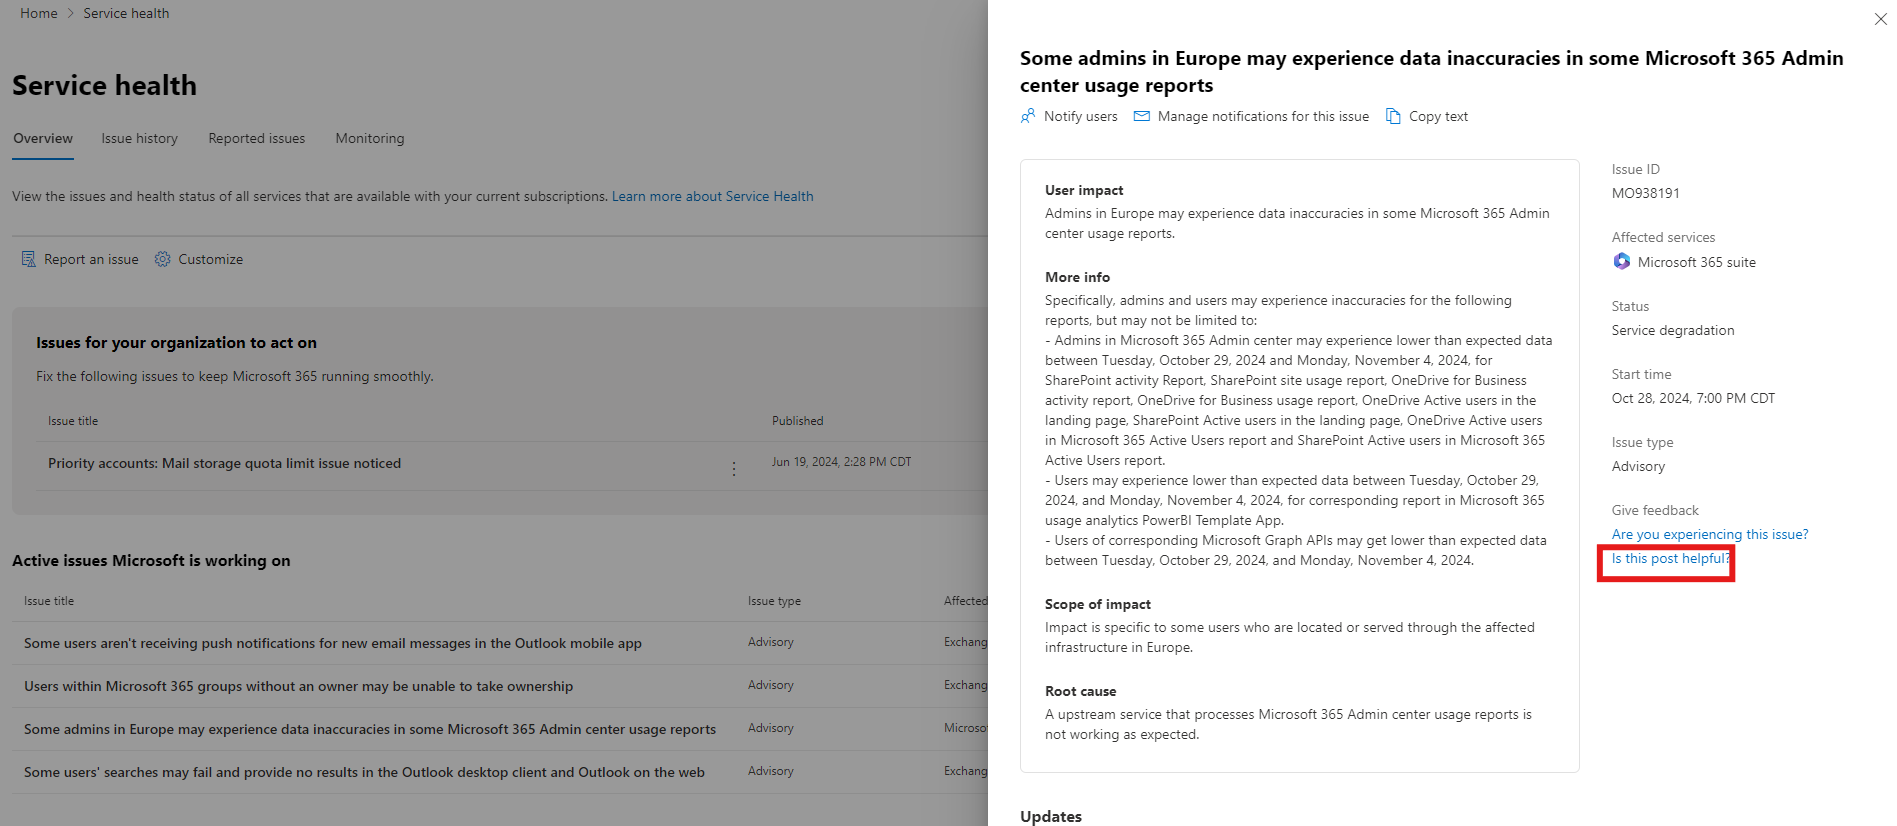 Home > Service health
Service health
Overview
Issue history
Reported issues
Monitoring
View the issues and health status of all services that are available with your current subscriptions. Learn more about Service Health
Report an issue
Customize
Issues for your organization to act on
Fix the following issues to keep Microsoft 365 running smoothly.
Issue title
Published
Priority accounts: Mail storage quota limit issue noticed
Jun 19, 2024, 2:28 PM CDT
Active issues Microsoft is working on
Issue title
Issue type
Affected
Some users aren't receiving push notifications for new email messages in the Outlook mobile app
Advisory
Exchang
Users within Microsoft 365 groups without an owner may be unable to take ownership
Advisory
Exchang
Some admins in Europe may experience data inaccuracies in some Microsoft 365 Admin center usage reports
Advisory
Microso
Some users' searches may fail and provide no results in the Outlook desktop client and Outlook on the web
Advisory
Exchang
Some admins in Europe may experience data inaccuracies in some Microsoft 365 Admin
center usage reports
Notify users
Manage notifications for this issue
Copy text
User impact
Admins in Europe may experience data inaccuracies in some Microsoft 365 Admin
center usage reports.
More info
Specifically, admins and users may experience inaccuracies for the following
reports, but may not be limited to:
- Admins in Microsoft 365 Admin center may experience lower than expected data
between Tuesday, October 29, 2024 and Monday, November 4, 2024, for
SharePoint activity Report, SharePoint site usage report, OneDrive for Business
activity report, OneDrive for Business usage report, OneDrive Active users in the
landing page, SharePoint Active users in the landing page, OneDrive Active users
in Microsoft 365 Active Users report and SharePoint Active users in Microsoft 365
Active Users report.
- Users may experience lower than expected data between Tuesday, October 29,
2024, and Monday, November 4, 2024, for corresponding report in Microsoft 365
usage analytics PowerBI Template App.
- Users of corresponding Microsoft Graph APIs may get lower than expected data
between Tuesday, October 29, 2024, and Monday, November 4, 2024.
Scope of impact
Impact is specific to some users who are located or served through the affected
infrastructure in Europe.
Root cause
A upstream service that processes Microsoft 365 Admin center usage reports is
not working as expected.
Updates
Issue ID
MO938191
Affected services
Microsoft 365 suite
Status
Service degradation
Start time
Oct 28, 2024, 7:00 PM CDT
Issue type
Advisory
Give feedback
Are you experiencing this issue?
Is this post helpful?